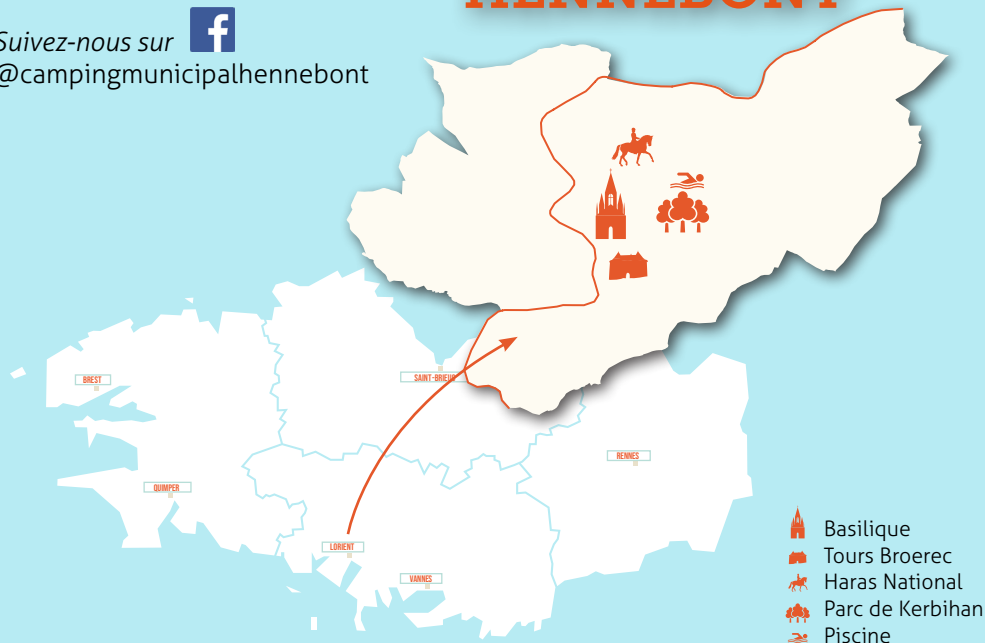 HENNEBONT
Suivez-nous sur
@campingmunicipalhennebont
BREST
SAINT-BRIEUC
RENNES
QUIMPER
LORIENT
VANNES
Basilique
Tours Broerec
Haras National
Parc de Kerbihan
Piscine